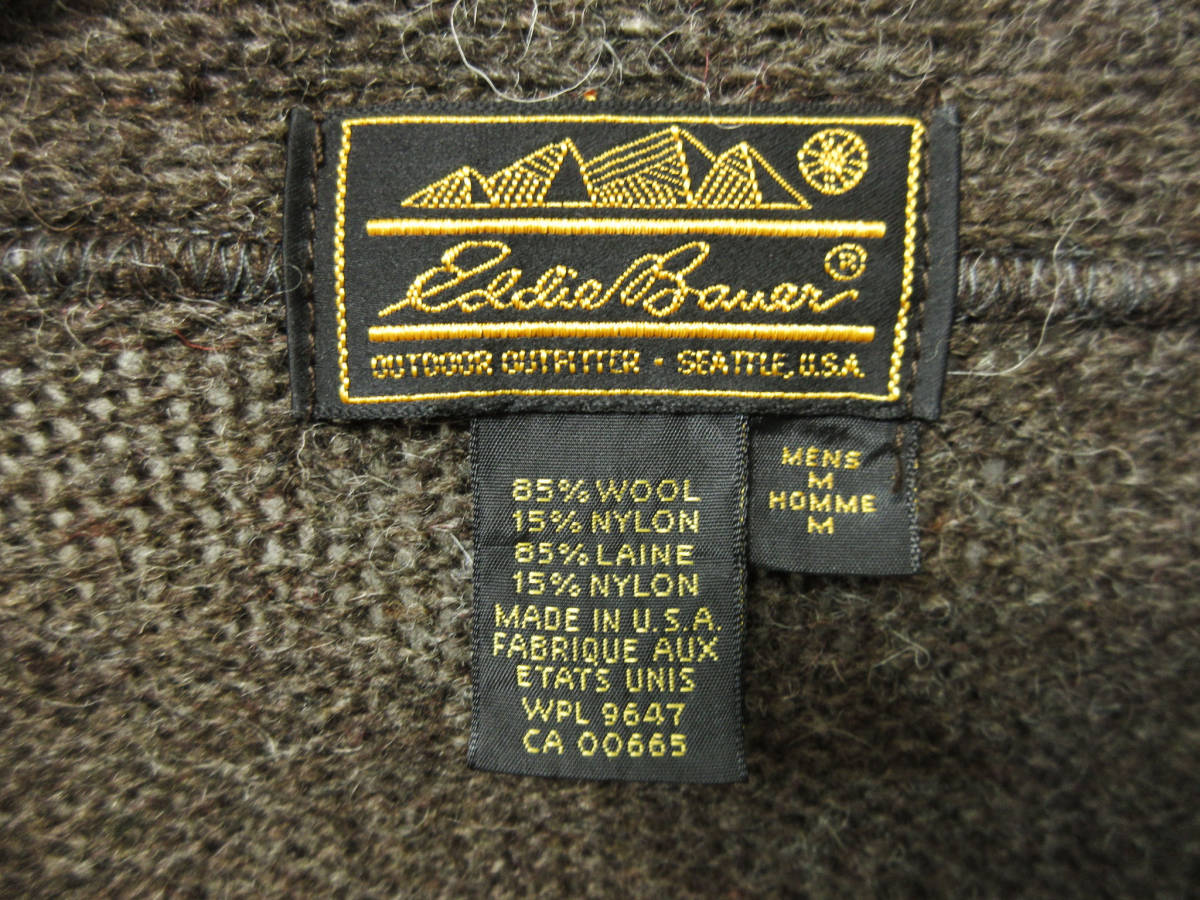 Eddie Bauer ®
OUTDOOR OUTFITTER · SEATTLE, U.S.A.
85% WOOL
15% NYLON
85% LAINE
15% NYLON
MADE IN U.S.A.
FABRIQUE AUX
ETATS UNIS
WPL 9647
CA 00665
MENS
M
HOMME
M